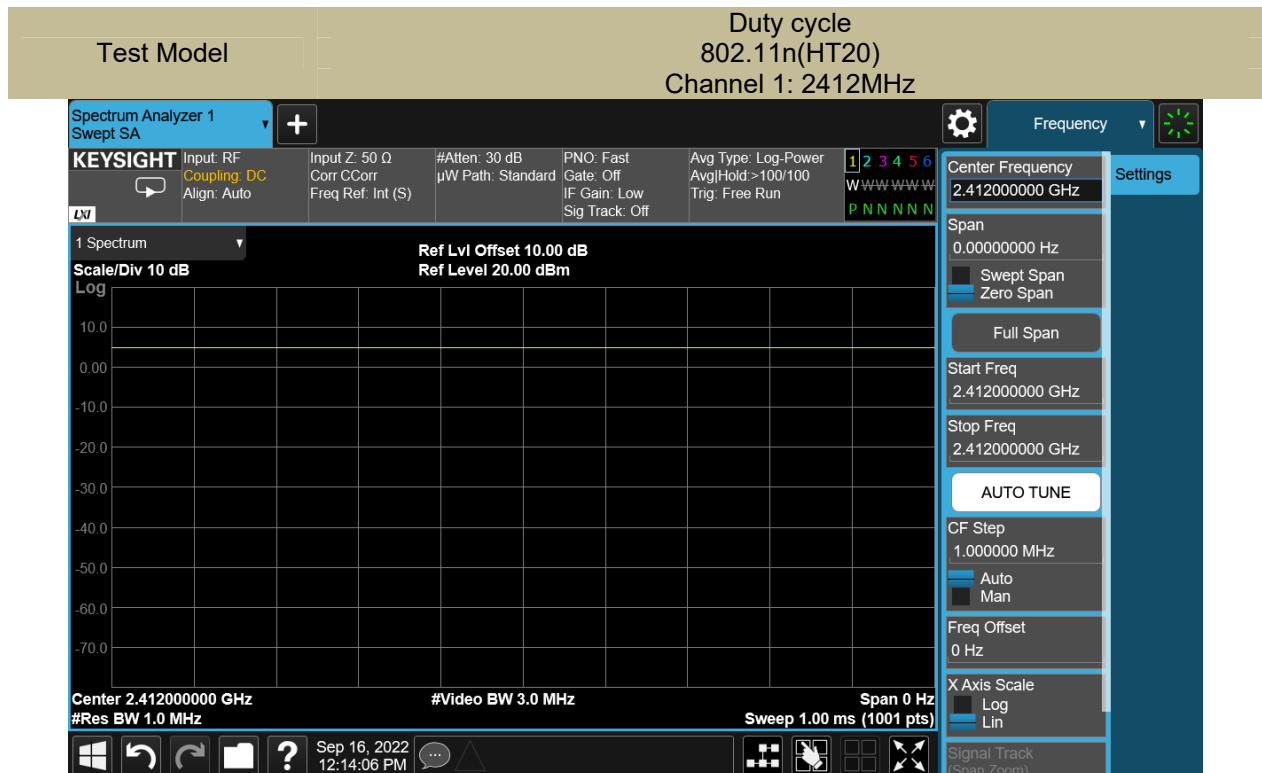 Test Model
Duty cycle
802.11n(HT20)
Channel 1: 2412MHz
Spectrum Analyzer 1
Swept SA
Frequency
KEYSIGHT
LXI
Input: RF
Coupling: DC
Align: Auto
Input Z: 50 Ω
Corr CCorr
Freq Ref: Int (S)
#Atten: 30 dB
µW Path: Standard
PNO: Fast
Gate: Off
IF Gain: Low
Sig Track: Off
Avg Type: Log-Power
Avg|Hold:>100/100
Trig: Free Run
1 2 3 4 5 6
W W W W W W
P N N N N N
1 Spectrum
Scale/Div 10 dB
Ref Lvl Offset 10.00 dB
Ref Level 20.00 dBm
Log
10.0
0.00
-10.0
-20.0
-30.0
-40.0
-50.0
-60.0
-70.0
Center 2.412000000 GHz
#Video BW 3.0 MHz
Span 0 Hz
#Res BW 1.0 MHz
Sweep 1.00 ms (1001 pts)
?
Sep 16, 2022
12:14:06 PM
Center Frequency
2.412000000 GHz
Settings
Span
0.00000000 Hz
Swept Span
Zero Span
Full Span
Start Freq
2.412000000 GHz
Stop Freq
2.412000000 GHz
AUTO TUNE
CF Step
1.000000 MHz
Auto
Man
Freq Offset
0 Hz
X Axis Scale
Log
Lin
Signal Track
(Span Zoom)